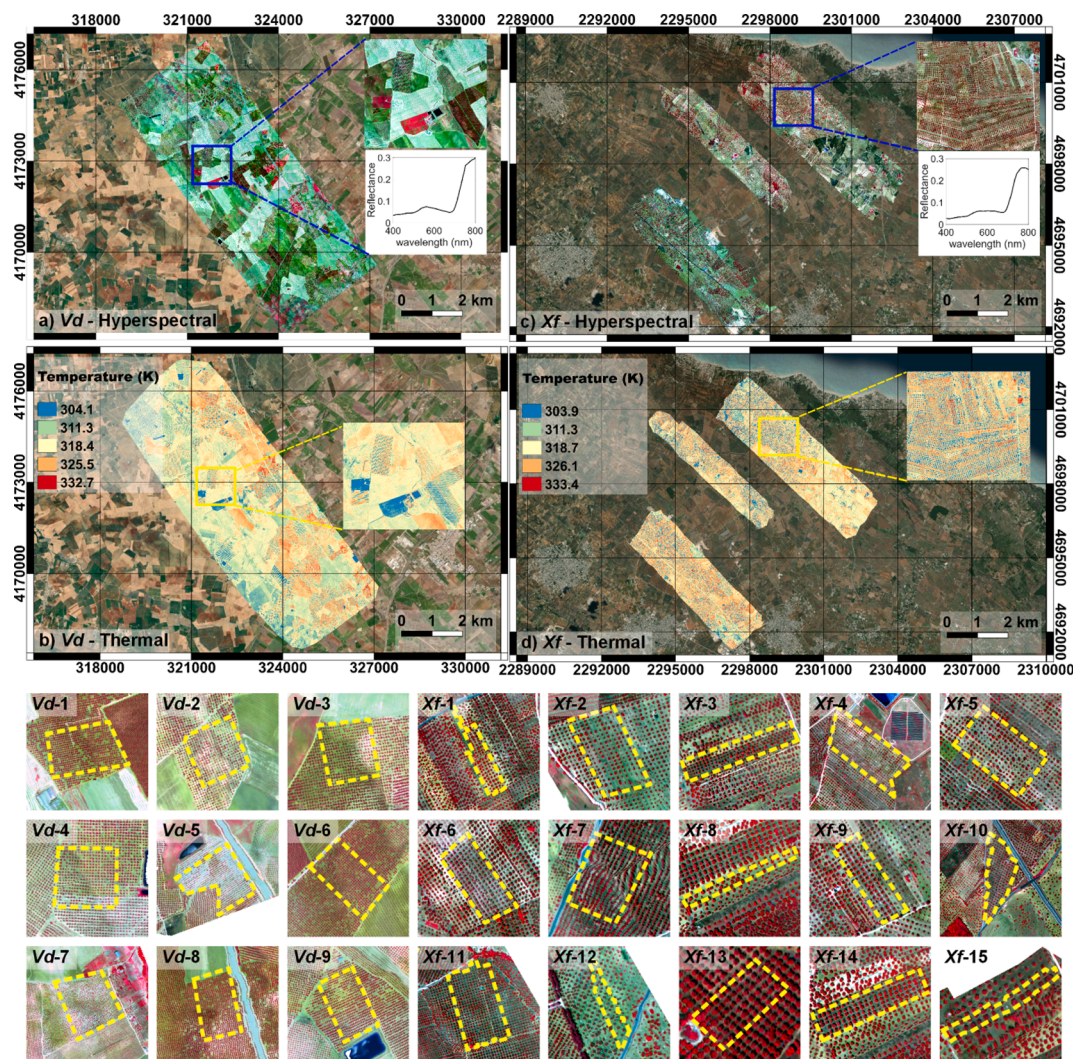 318000 321000 324000 327000 330000
2289000 2292000 2295000 2298000 2301000 2304000 2307000
4176000
4173000
4170000
4701000
4698000
4695000
4692000
Reflectance
0.3
0.2
0.1
0
400 600 800
wavelength (nm)
Reflectance
0.3
0.2
0.1
0
400 600 800
wavelength (nm)
0 1 2 km
0 1 2 km
a) Vd - Hyperspectral
c) Xf - Hyperspectral
Temperature (K)
304.1
311.3
318.4
325.5
332.7
Temperature (K)
303.9
311.3
318.7
326.1
333.4
4176000
4173000
4170000
4701000
4698000
4695000
4692000
0 1 2 km
0 1 2 km
b) Vd - Thermal
d) Xf - Thermal
318000 321000 324000 327000 330000
2289000 2292000 2295000 2298000 2301000 2304000 2307000 2310000
Vd-1 Vd-2 Vd-3 Xf-1 Xf-2 Xf-3 Xf-4 Xf-5
Vd-4 Vd-5 Vd-6 Xf-6 Xf-7 Xf-8 Xf-9 Xf-10
Vd-7 Vd-8 Vd-9 Xf-11 Xf-12 Xf-13 Xf-14 Xf-15